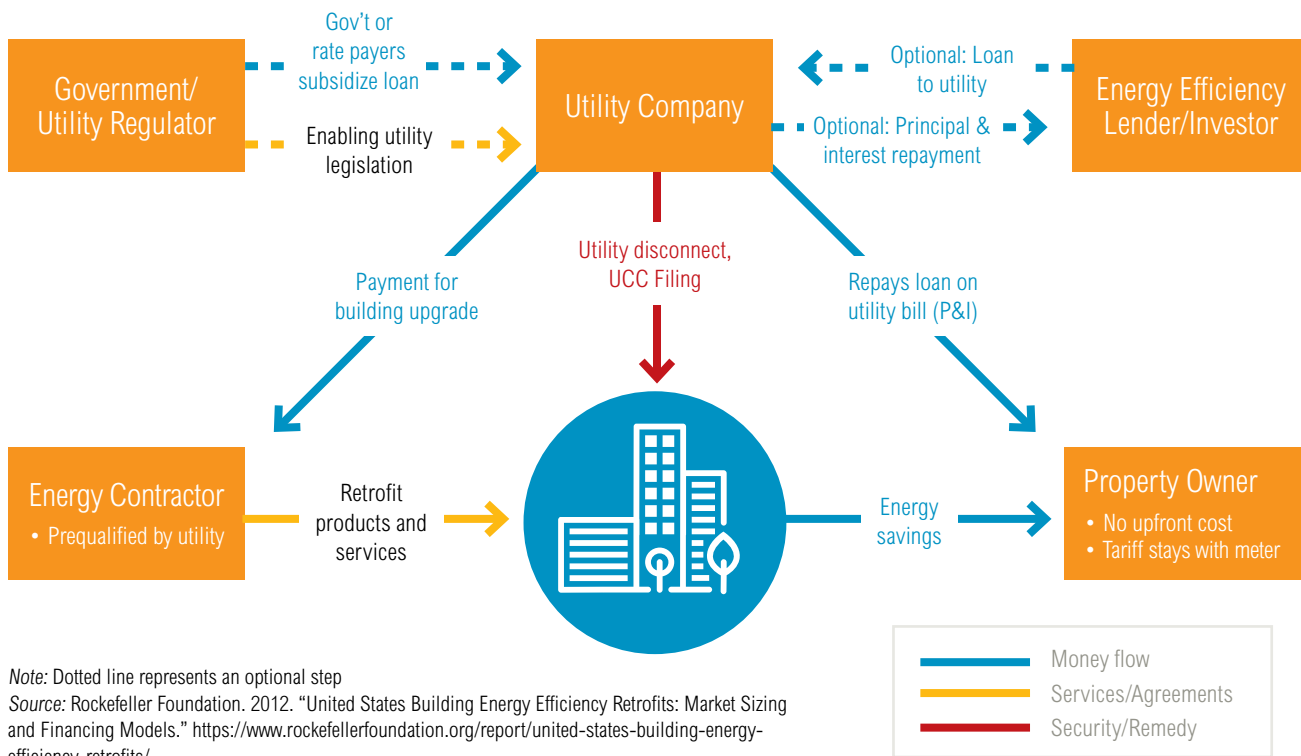 Gov’t or
rate payers
subsidize loan
Government/
Utility Regulator
Enabling utility
legislation
Utility Company
Optional: Loan
to utility
Optional: Principal &
interest repayment
Energy Efficiency
Lender/Investor
Payment for
building upgrade
Utility disconnect,
UCC Filing
Repays loan on
utility bill (P&I)
Energy Contractor
• Prequalified by utility
Retrofit
products and
services
Energy
savings
Property Owner
• No upfront cost
• Tariff stays with meter
Note: Dotted line represents an optional step
Source: Rockefeller Foundation. 2012. “United States Building Energy Efficiency Retrofits: Market Sizing
and Financing Models.” https://www.rockefellerfoundation.org/report/united-states-building-energy-
efficiency-retrofits/
Money flow
Services/Agreements
Security/Remedy